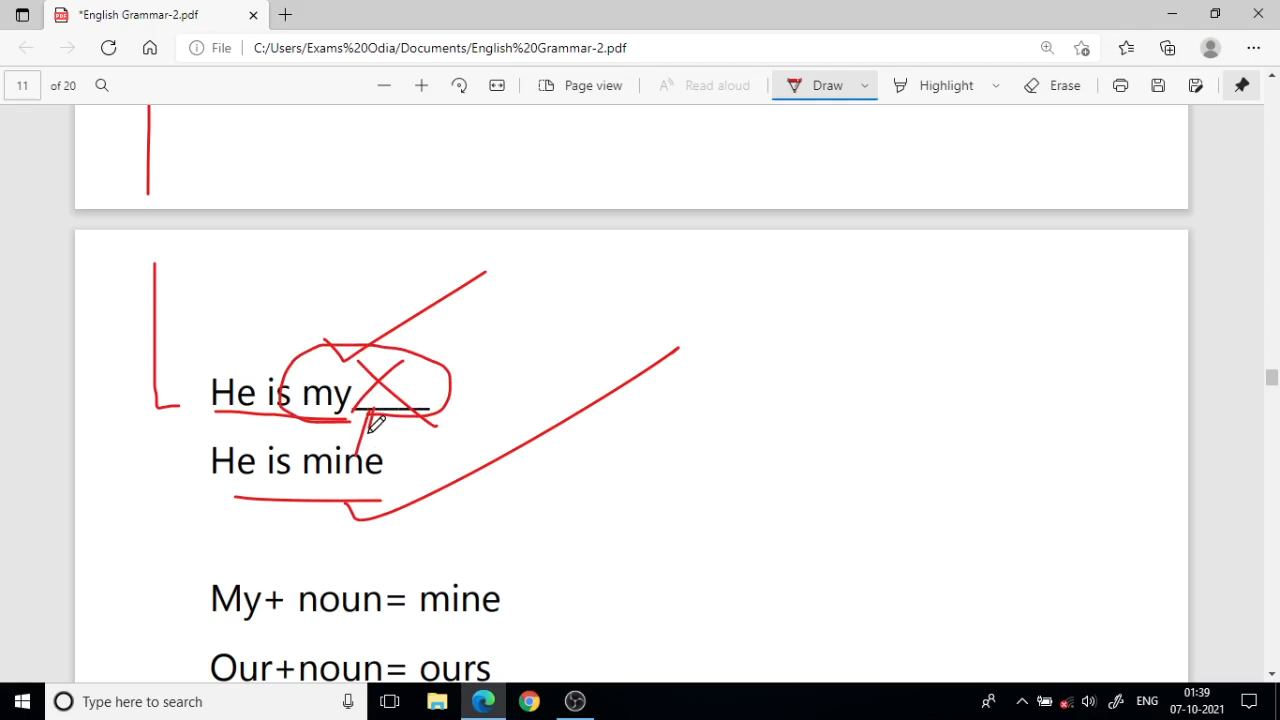 *English Grammar-2.pdf
File C:/Users/Exams%20Odia/Documents/English%20Grammar-2.pdf
11 of 20 Page view Read aloud Draw Highlight Erase
He is my____
He is mine
My+ noun= mine
Our+noun= ours
Type here to search ENG 01:39
07-10-2021